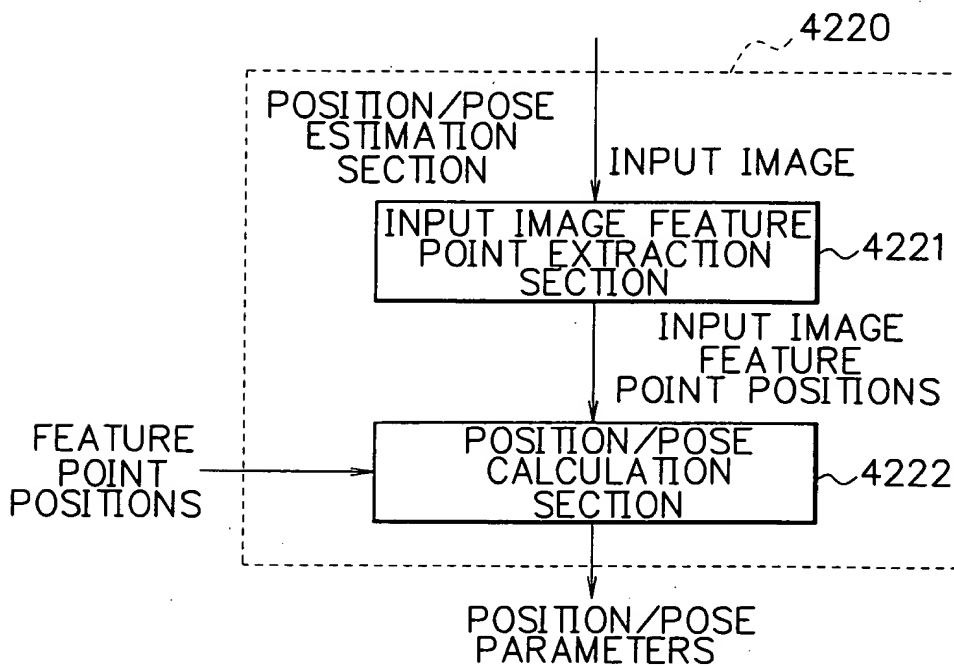 4220
POSITION/POSE
ESTIMATION
SECTION
INPUT IMAGE
INPUT IMAGE FEATURE
POINT EXTRACTION
SECTION
4221
INPUT IMAGE
FEATURE
POINT POSITIONS
FEATURE
POINT
POSITIONS
POSITION/POSE
CALCULATION
SECTION
4222
POSITION/POSE
PARAMETERS